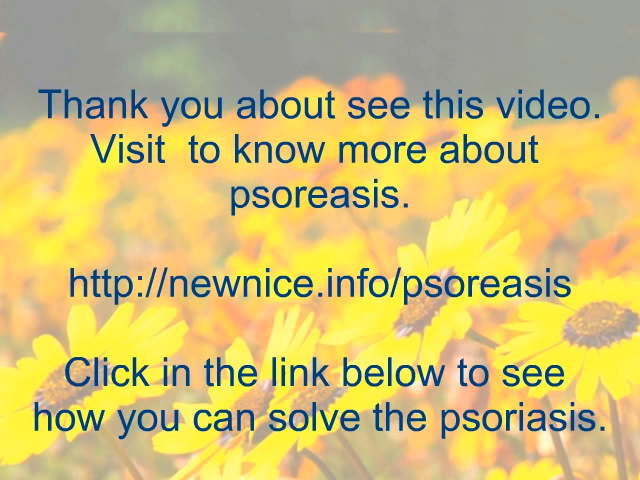 Thank you about see this video.
Visit  to know more about
psoreasis.
http://newnice.info/psoreasis
Click in the link below to see
how you can solve the psoriasis.